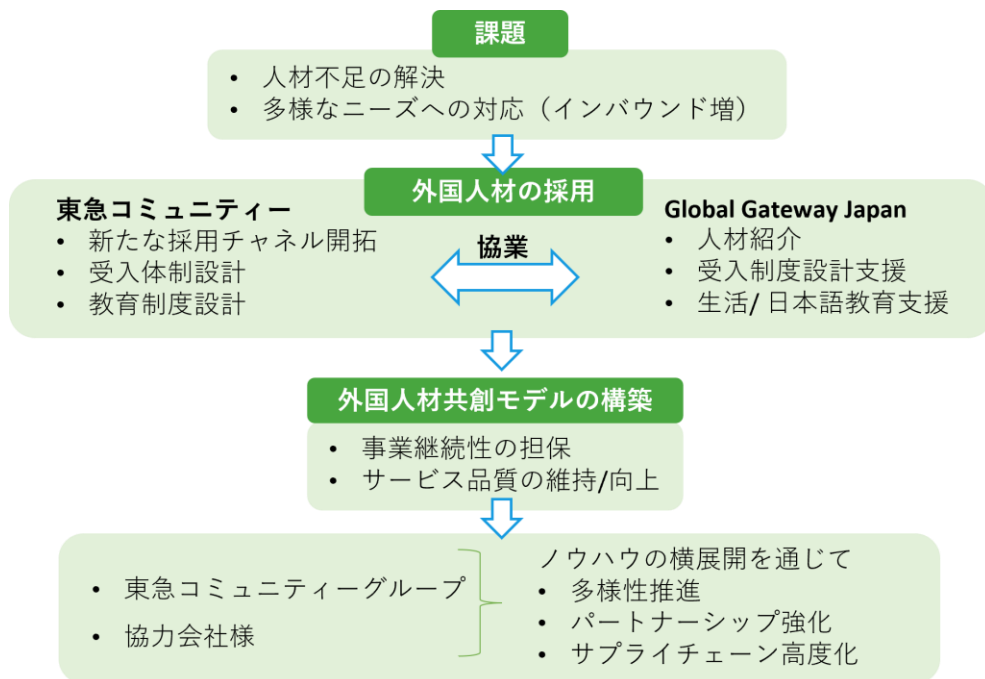 課題
• 人材不足の解決
• 多様なニーズへの対応（インバウンド増）
外国人材の採用
東急コミュニティー
• 新たな採用チャネル開拓
• 受入体制設計
• 教育制度設計
協業
Global Gateway Japan
• 人材紹介
• 受入制度設計支援
• 生活/ 日本語教育支援
外国人材共創モデルの構築
• 事業継続性の担保
• サービス品質の維持/向上
• 東急コミュニティーグループ
• 協力会社様
ノウハウの横展開を通じて
• 多様性推進
• パートナーシップ強化
• サプライチェーン高度化